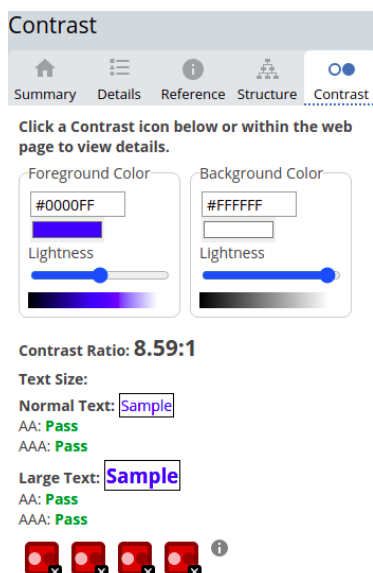 Contrast
Summary Details Reference Structure Contrast
Click a Contrast icon below or within the web
page to view details.
Foreground Color Background Color
#0000FF #FFFFFF
Lightness Lightness
Contrast Ratio: 8.59:1
Text Size:
Normal Text: Sample
AA: Pass
AAA: Pass
Large Text: Sample
AA: Pass
AAA: Pass